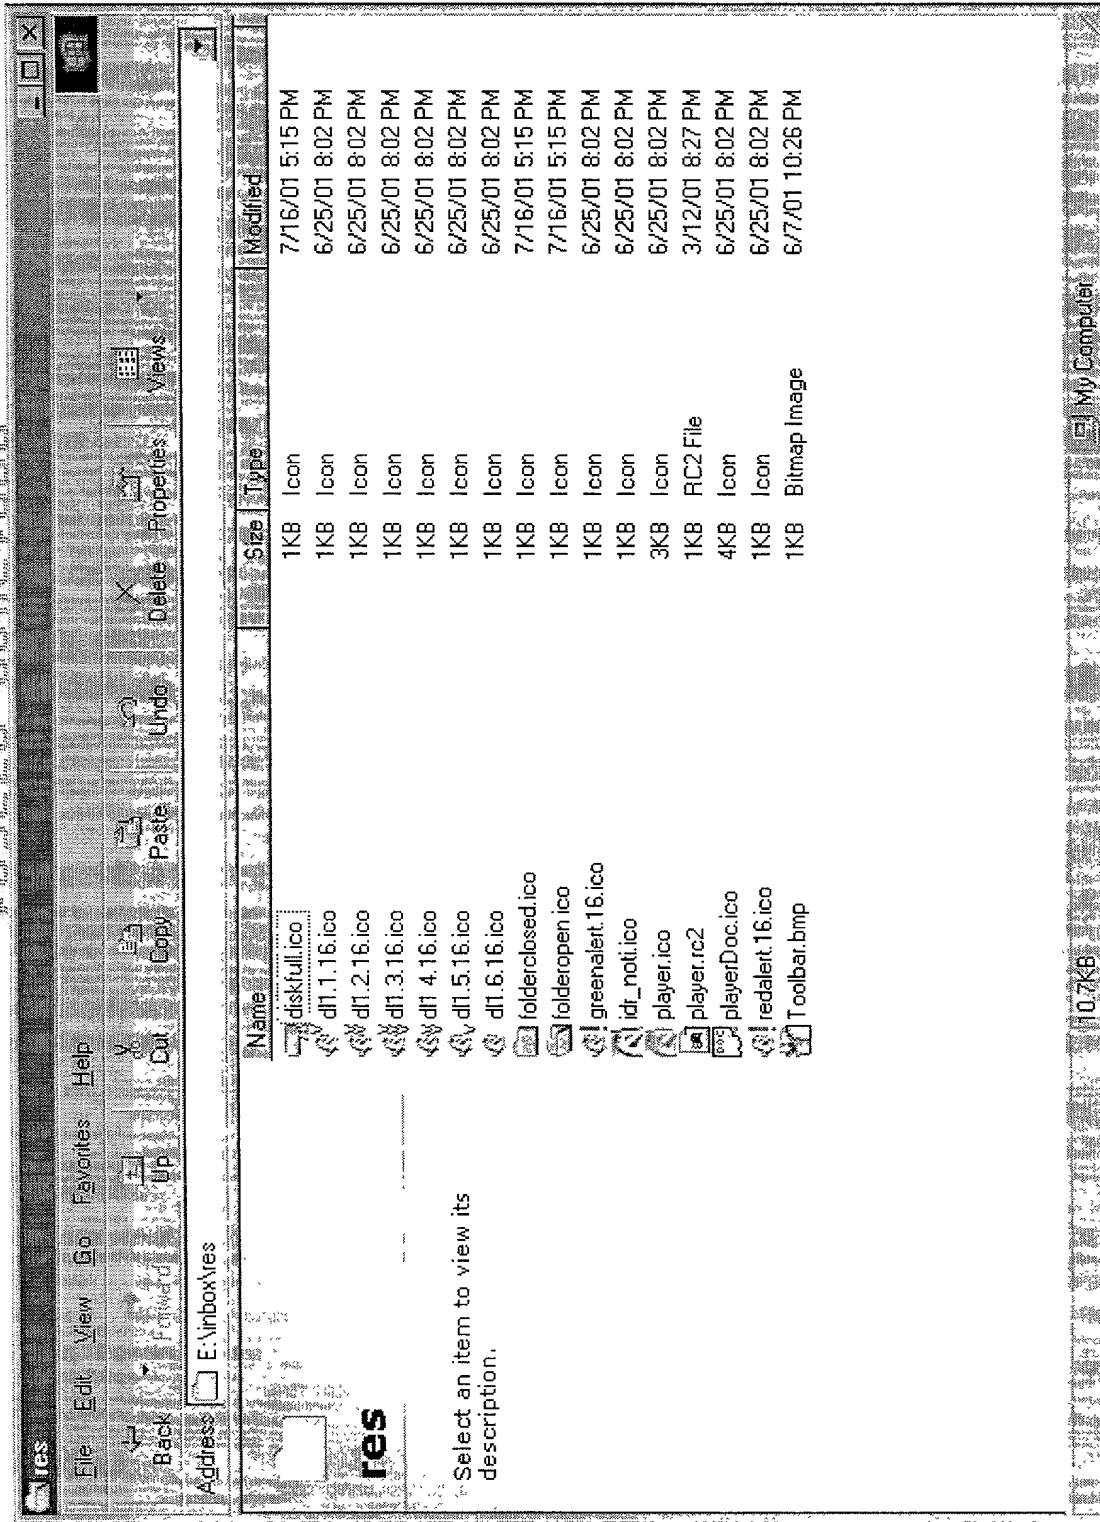 res
File Edit View Go Favorites Help
Back Forward Up Cut Copy Paste Undo Delete Properties Views
Address E:\inbox\res
res
Select an item to view its
description.
Name Size Type Modified
diskfull.ico 1KB Icon 7/16/01 5:15 PM
dl1.1.16.ico 1KB Icon 6/25/01 8:02 PM
dl1.2.16.ico 1KB Icon 6/25/01 8:02 PM
dl1.3.16.ico 1KB Icon 6/25/01 8:02 PM
dl1.4.16.ico 1KB Icon 6/25/01 8:02 PM
dl1.5.16.ico 1KB Icon 6/25/01 8:02 PM
dl1.6.16.ico 1KB Icon 6/25/01 8:02 PM
folderclosed.ico 1KB Icon 7/16/01 5:15 PM
folderopen.ico 1KB Icon 7/16/01 5:15 PM
greenalert.16.ico 1KB Icon 6/25/01 8:02 PM
idr_noti.ico 1KB Icon 6/25/01 8:02 PM
player.ico 3KB Icon 6/25/01 8:02 PM
player.rc2 1KB RC2 File 3/12/01 8:27 PM
playerDoc.ico 4KB Icon 6/25/01 8:02 PM
redalert.16.ico 1KB Icon 6/25/01 8:02 PM
Toolbar.bmp 1KB Bitmap Image 6/7/01 10:26 PM
10.7KB My Computer